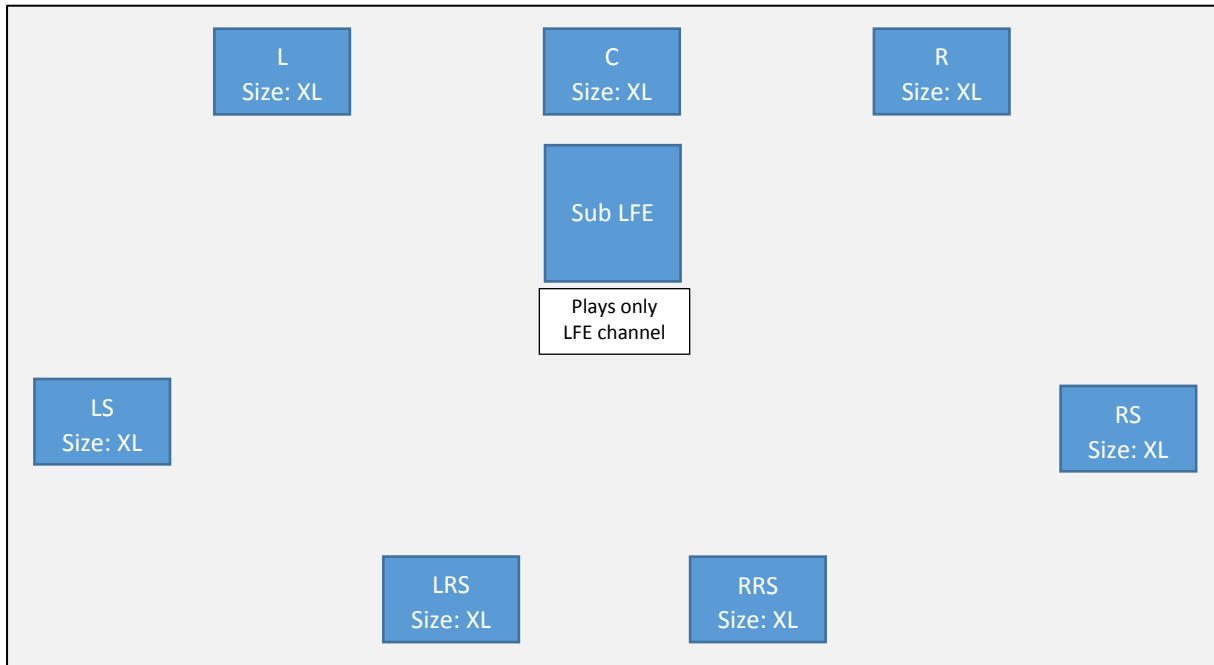 L
Size: XL
C
Size: XL
R
Size: XL
Sub LFE
Plays only
LFE channel
LS
Size: XL
RS
Size: XL
LRS
Size: XL
RRS
Size: XL